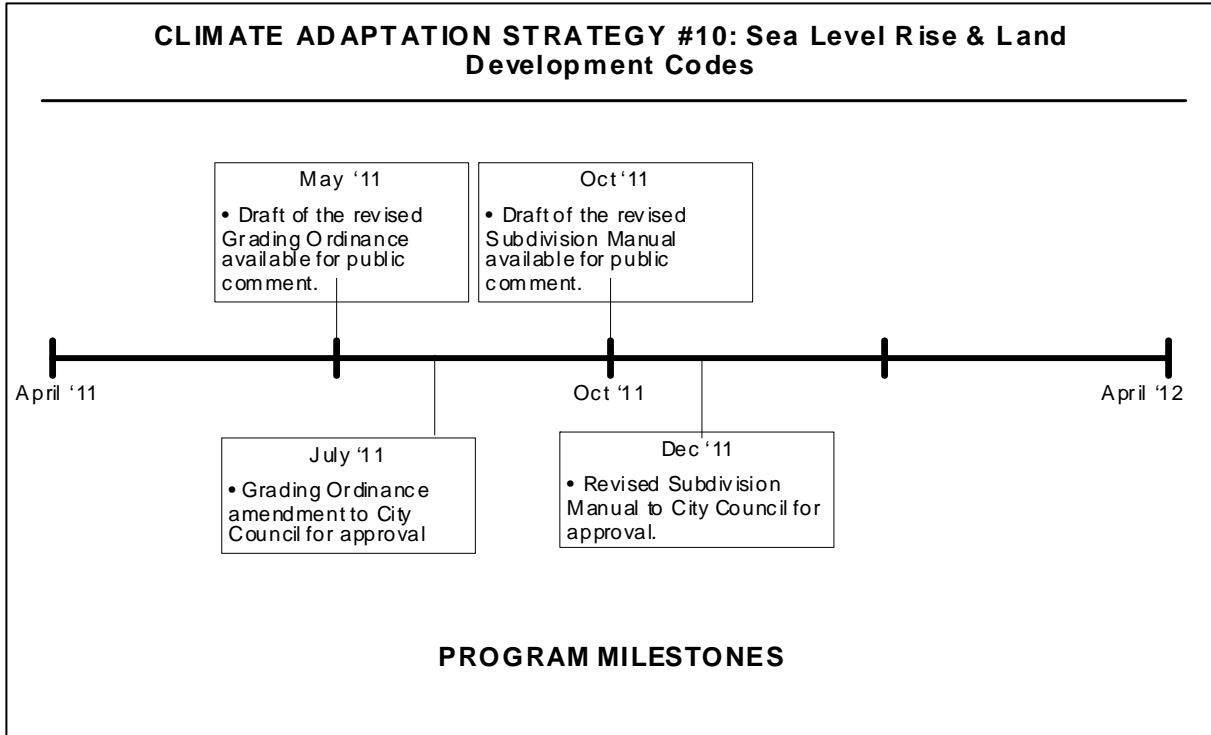 CLIMATE ADAPTATION STRATEGY #10: Sea Level Rise & Land
Development Codes
May ‘11
• Draft of the revised
Grading Ordinance
available for public
comment.
Oct ‘11
• Draft of the revised
Subdivision Manual
available for public
comment.
April ‘11
Oct ‘11
April ‘12
July ‘11
• Grading Ordinance
amendment to City
Council for approval
Dec ‘11
• Revised Subdivision
Manual to City Council for
approval.
PROGRAM MILESTONES